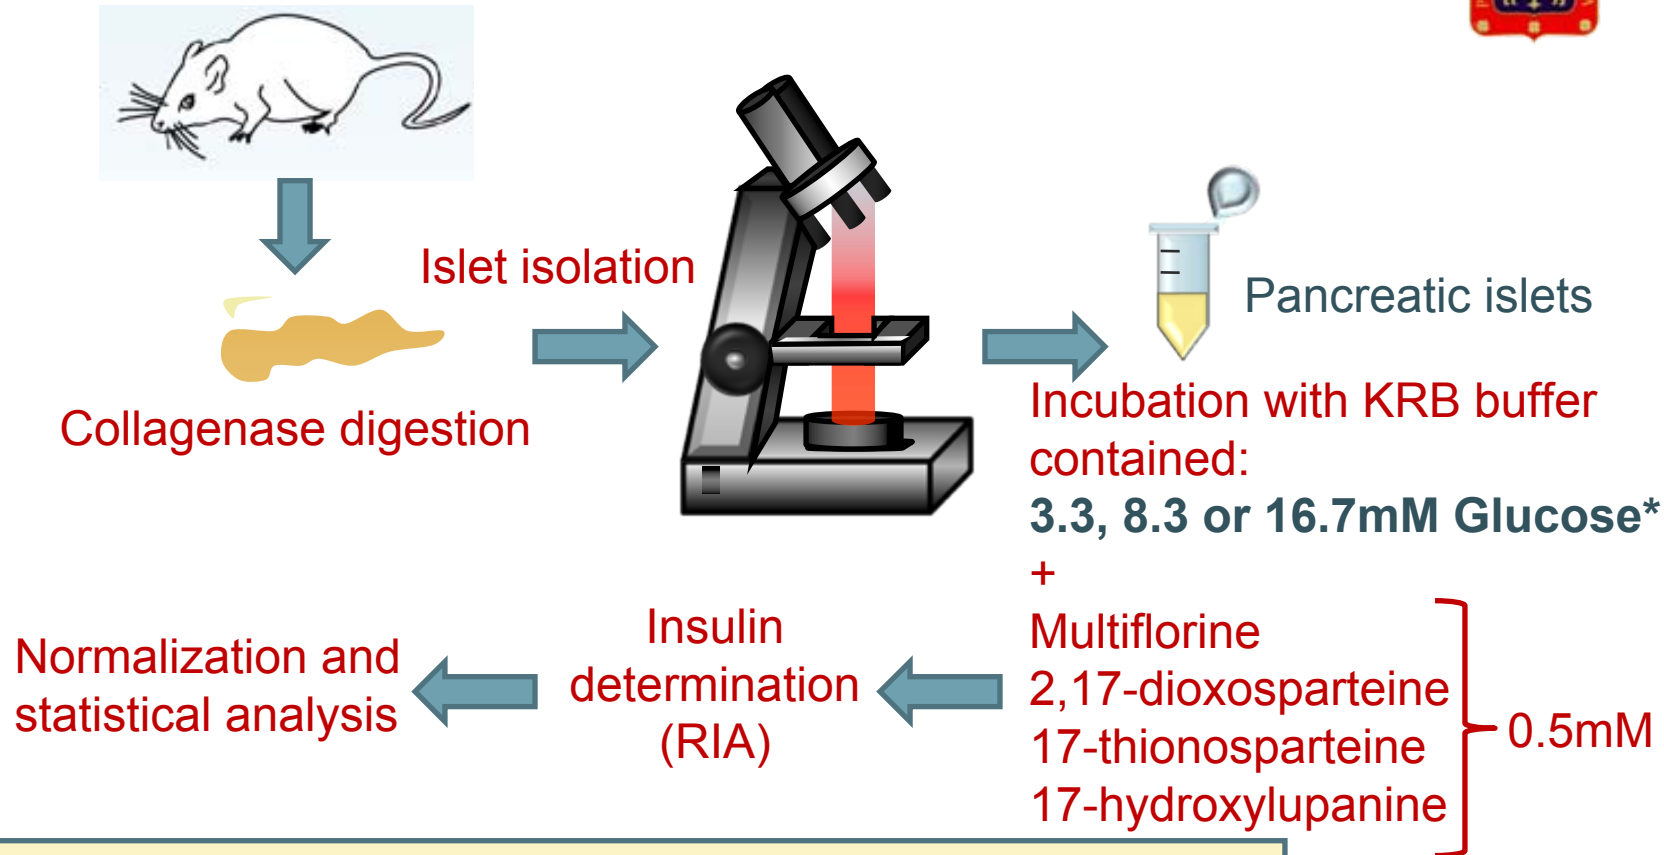 Islet isolation
Collagenase digestion
Pancreatic islets
Incubation with KRB buffer
contained:
3.3, 8.3 or 16.7mM Glucose*
+
Multiflorine
2,17-dioxosparteine
17-thionosparteine
17-hydroxylupanine
0.5mM
Insulin
determination
(RIA)
Normalization and
statistical analysis